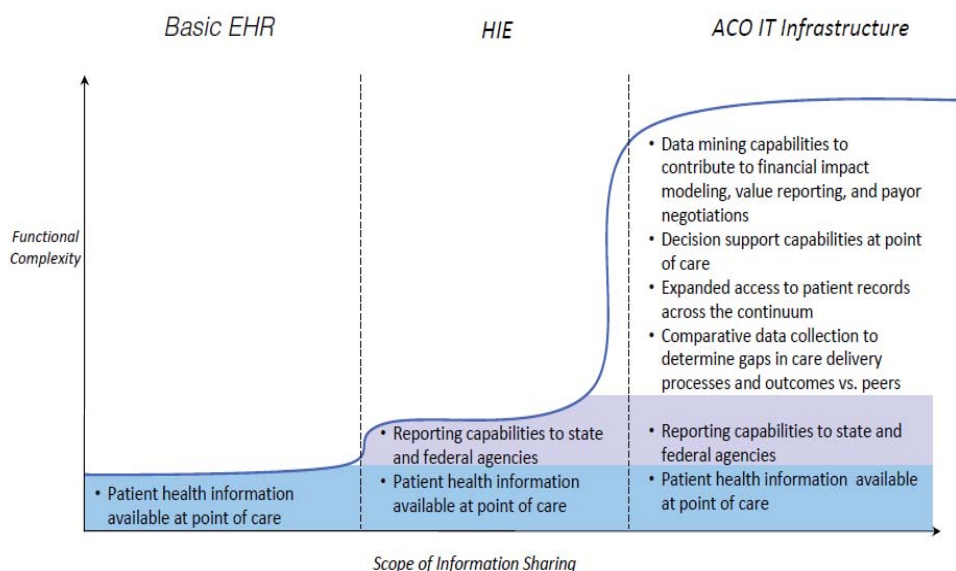 Basic EHR
HIE
ACO IT Infrastructure
Functional
Complexity
• Patient health information
available at point of care
• Reporting capabilities to state
and federal agencies
• Patient health information
available at point of care
• Data mining capabilities to
contribute to financial impact
modeling, value reporting, and payor
negotiations
• Decision support capabilities at point
of care
• Expanded access to patient records
across the continuum
• Comparative data collection to
determine gaps in care delivery
processes and outcomes vs. peers
• Reporting capabilities to state and
federal agencies
• Patient health information available
at point of care
Scope of Information Sharing